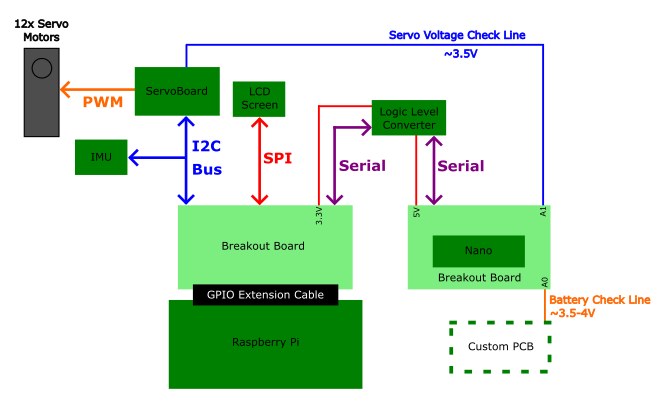 12x Servo
Motors
Servo Voltage Check Line
~3.5V
PWM
ServoBoard
LCD
Screen
Logic Level
Converter
IMU
I2C
Bus
SPI
Serial
Serial
3.3V
5V
A1
Breakout Board
Nano
Breakout Board
A0
GPIO Extension Cable
Battery Check Line
~3.5-4V
Raspberry Pi
Custom PCB